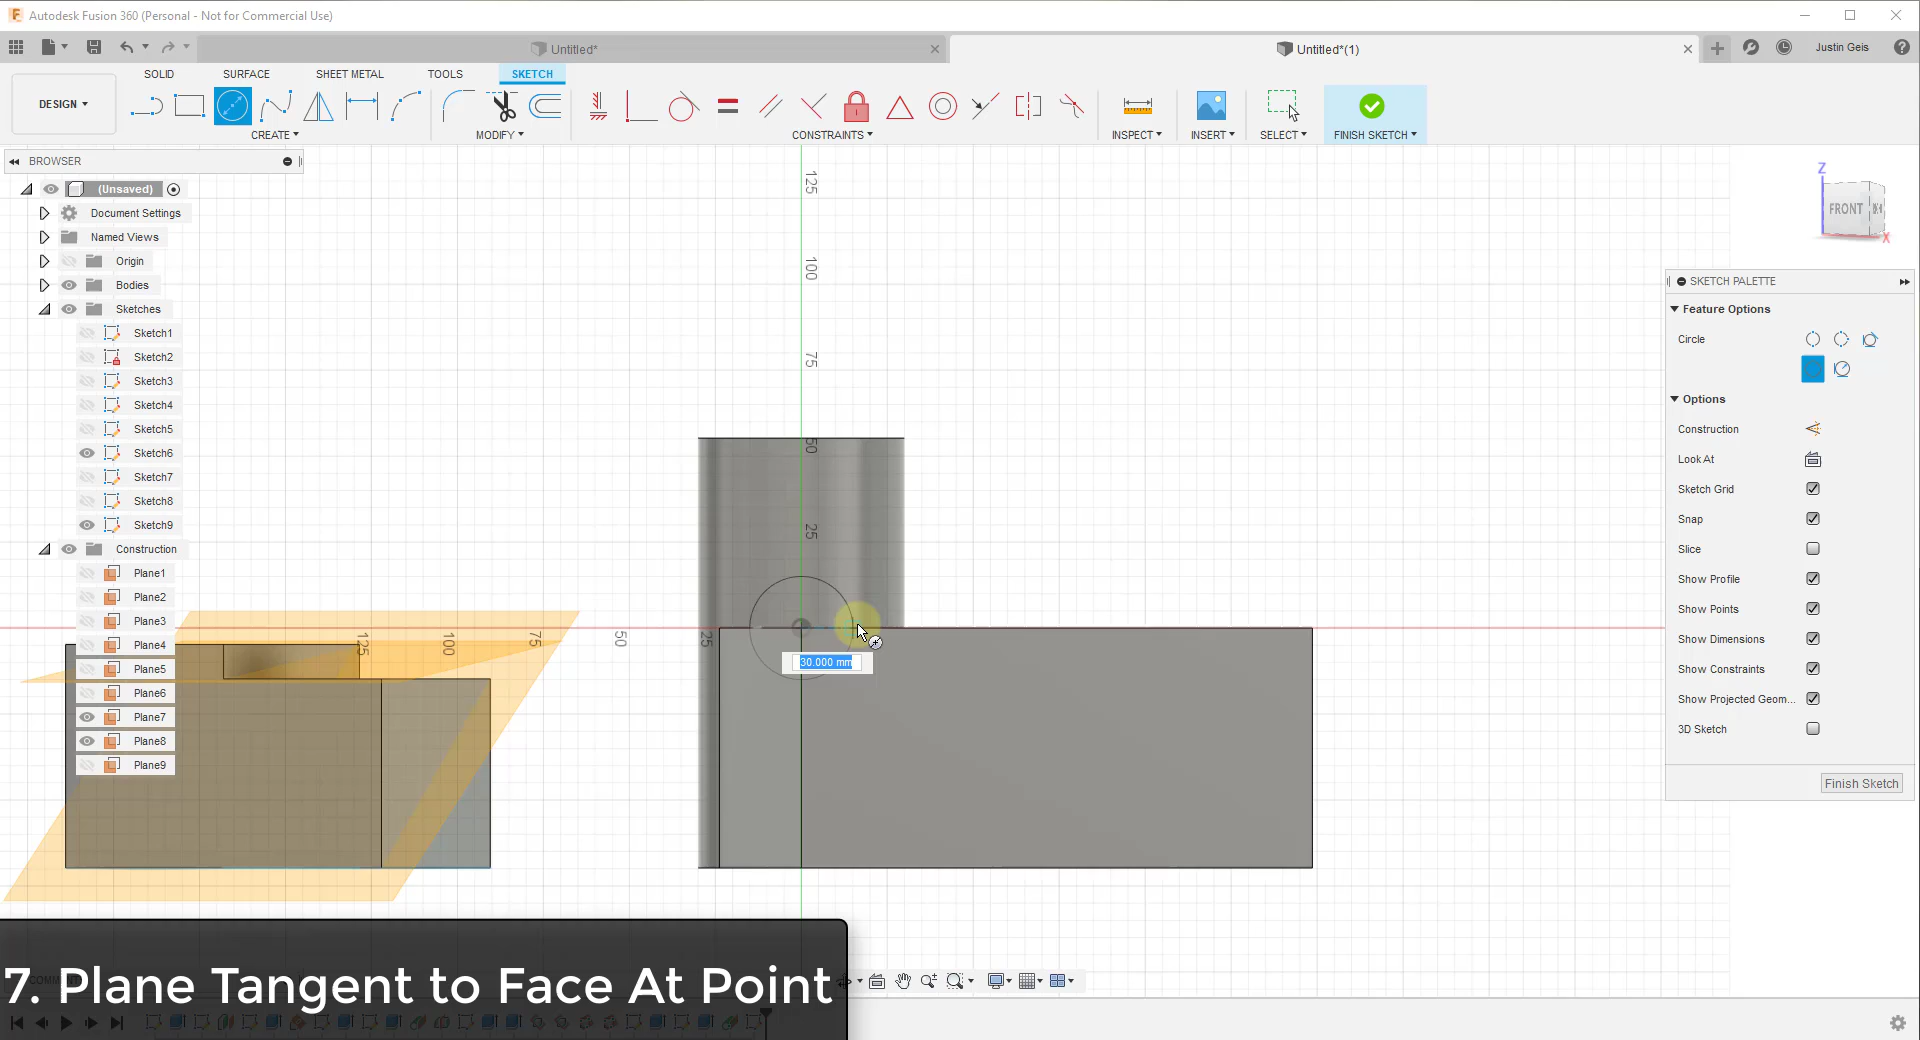 Autodesk Fusion 360 (Personal - Not for Commercial Use)
Untitled*
Untitled*(1)
Justin Geis
DESIGN
SOLID
SURFACE
SHEET METAL
TOOLS
SKETCH
CREATE
MODIFY
CONSTRAINTS
INSPECT
INSERT
SELECT
FINISH SKETCH
BROWSER
(Unsaved)
Document Settings
Named Views
Origin
Bodies
Sketches
Sketch1
Sketch2
Sketch3
Sketch4
Sketch5
Sketch6
Sketch7
Sketch8
Sketch9
Construction
Plane1
Plane2
Plane3
Plane4
Plane5
Plane6
Plane7
Plane8
Plane9
125
100
75
50
25
125
100
75
50
25
30.000 mm
Z
FRONT
X
SKETCH PALETTE
Feature Options
Circle
Options
Construction
Look At
Sketch Grid
Snap
Slice
Show Profile
Show Points
Show Dimensions
Show Constraints
Show Projected Geom...
3D Sketch
Finish Sketch
7. Plane Tangent to Face At Point